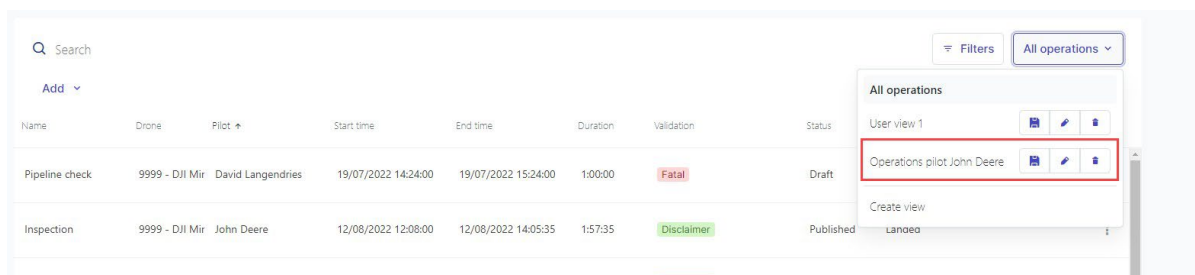 Search
Filters
All operations
Add
All operations
Name Drone Pilot Start time End time Duration Validation Status
User view 1
Operations pilot John Deere
Pipeline check 9999 - DJI Mir David Langendries 19/07/2022 14:24:00 19/07/2022 15:24:00 1:00:00 Fatal Draft
Create view
Inspection 9999 - DJI Mir John Deere 12/08/2022 12:08:00 12/08/2022 14:05:35 1:57:35 Disclaimer Published Landed